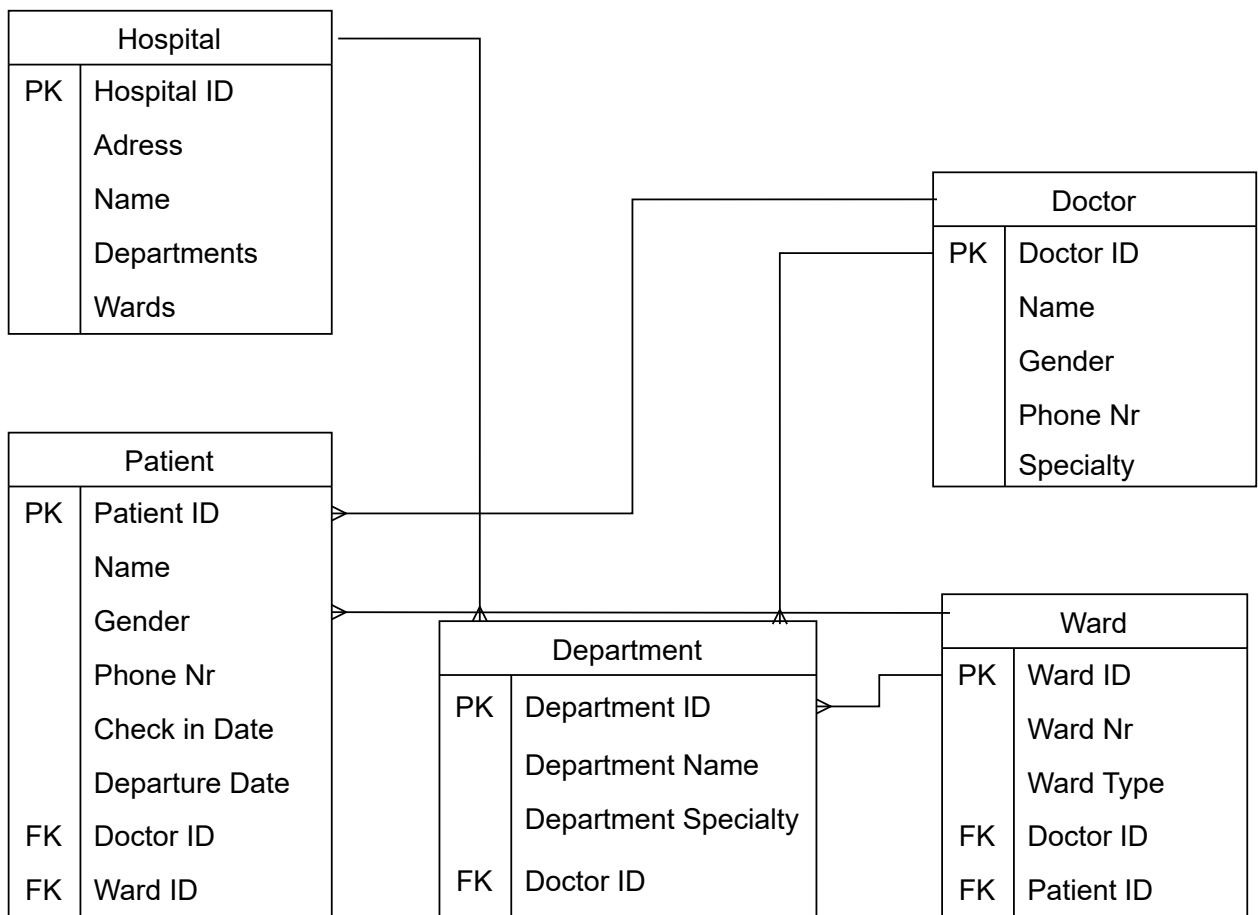 Hospital
PK Hospital ID
Adress
Name
Departments
Wards
Doctor
PK Doctor ID
Name
Gender
Phone Nr
Specialty
Patient
PK Patient ID
Name
Gender
Phone Nr
Check in Date
Departure Date
FK Doctor ID
FK Ward ID
Department
PK Department ID
Department Name
Department Specialty
FK Doctor ID
Ward
PK Ward ID
Ward Nr
Ward Type
FK Doctor ID
FK Patient ID